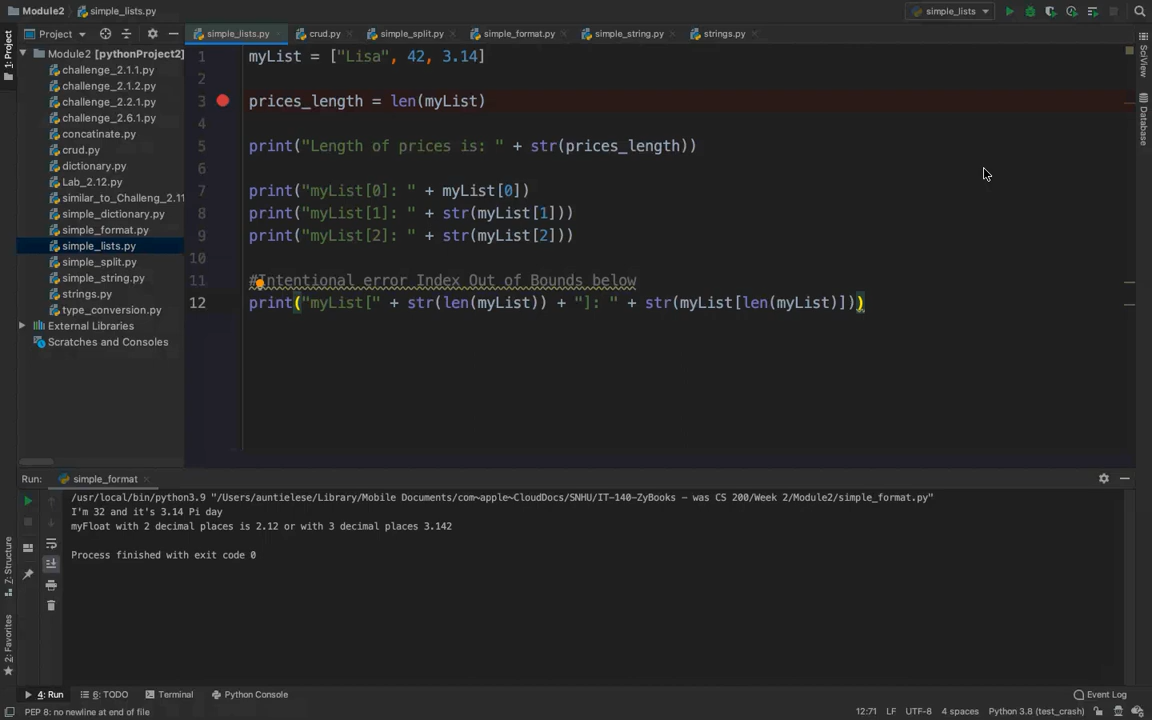 Module2 simple_lists.py
simple_lists
Project
simple_lists.py crud.py simple_split.py simple_format.py simple_string.py strings.py
1: Project
Module2 [pythonProject2]
challenge_2.1.1.py
challenge_2.1.2.py
challenge_2.2.1.py
challenge_2.6.1.py
concatinate.py
crud.py
dictionary.py
Lab_2.12.py
similar_to_Challeng_2.11
simple_dictionary.py
simple_format.py
simple_lists.py
simple_split.py
simple_string.py
strings.py
type_conversion.py
External Libraries
Scratches and Consoles
1 myList = ["Lisa", 42, 3.14]
2
3 prices_length = len(myList)
4
5 print("Length of prices is: " + str(prices_length))
6
7 print("myList[0]: " + myList[0])
8 print("myList[1]: " + str(myList[1]))
9 print("myList[2]: " + str(myList[2]))
10
11 #Intentional error Index Out of Bounds below
12 print("myList[" + str(len(myList)) + "]: " + str(myList[len(myList)]))
SciView
Database
Run: simple_format
/usr/local/bin/python3.9 "/Users/auntielese/Library/Mobile Documents/com~apple~CloudDocs/SNHU/IT-140-ZyBooks - was CS 200/Week 2/Module2/simple_format.py"
I'm 32 and it's 3.14 Pi day
myFloat with 2 decimal places is 2.12 or with 3 decimal places 3.142
Process finished with exit code 0
Z: Structure
2: Favorites
4: Run 6: TODO Terminal Python Console Event Log
PEP 8: no newline at end of file 12:71 LF UTF-8 4 spaces Python 3.8 (test_crash)